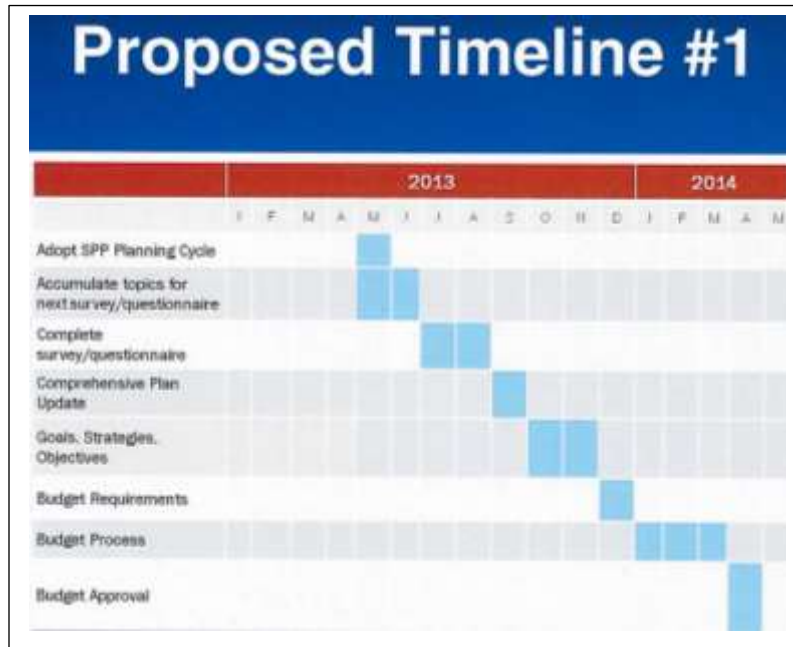 Proposed Timeline #1
2013 2014
J F M A M J J A S O N D J F M A M
Adopt SPP Planning Cycle
Accumulate topics for
next survey/questionnaire
Complete
survey/questionnaire
Comprehensive Plan
Update
Goals, Strategies,
Objectives
Budget Requirements
Budget Process
Budget Approval